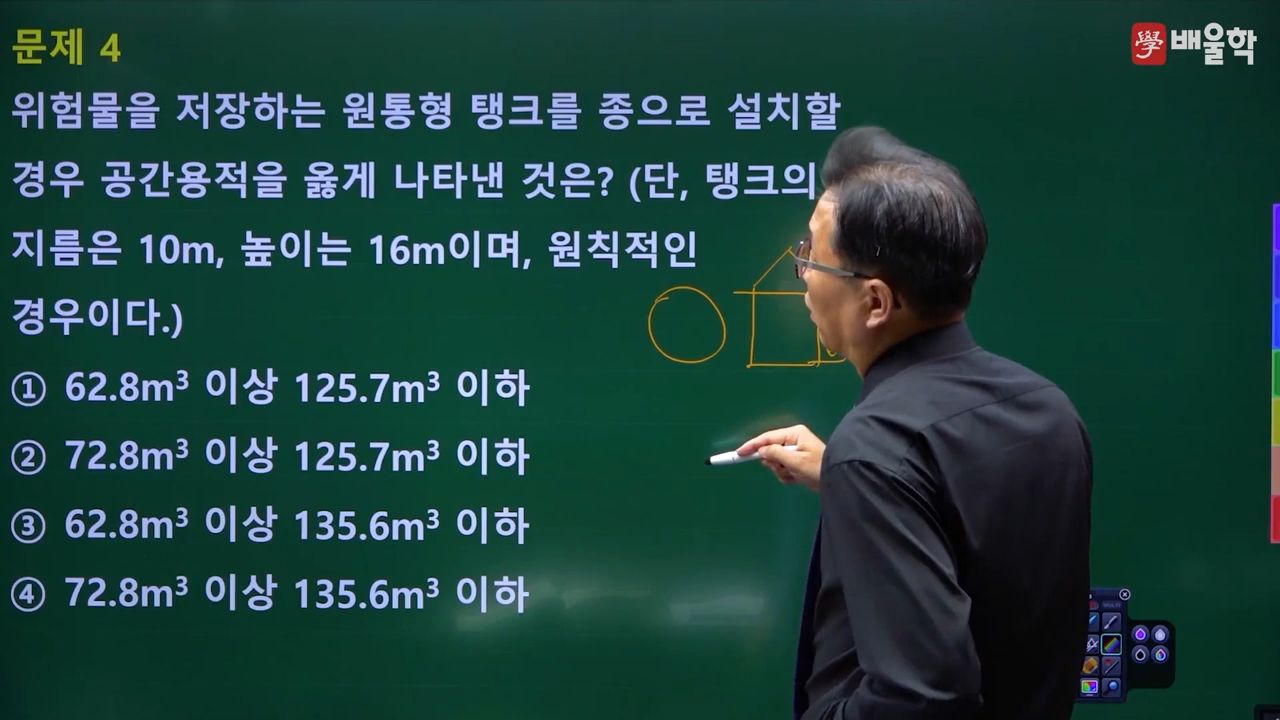 문제 4
學 배울학
위험물을 저장하는 원통형 탱크를 종으로 설치할
경우 공간용적을 옳게 나타낸 것은? (단, 탱크의
지름은 10m, 높이는 16m이며, 원칙적인
경우이다.)
① 62.8m³ 이상 125.7m³ 이하
② 72.8m³ 이상 125.7m³ 이하
③ 62.8m³ 이상 135.6m³ 이하
④ 72.8m³ 이상 135.6m³ 이하